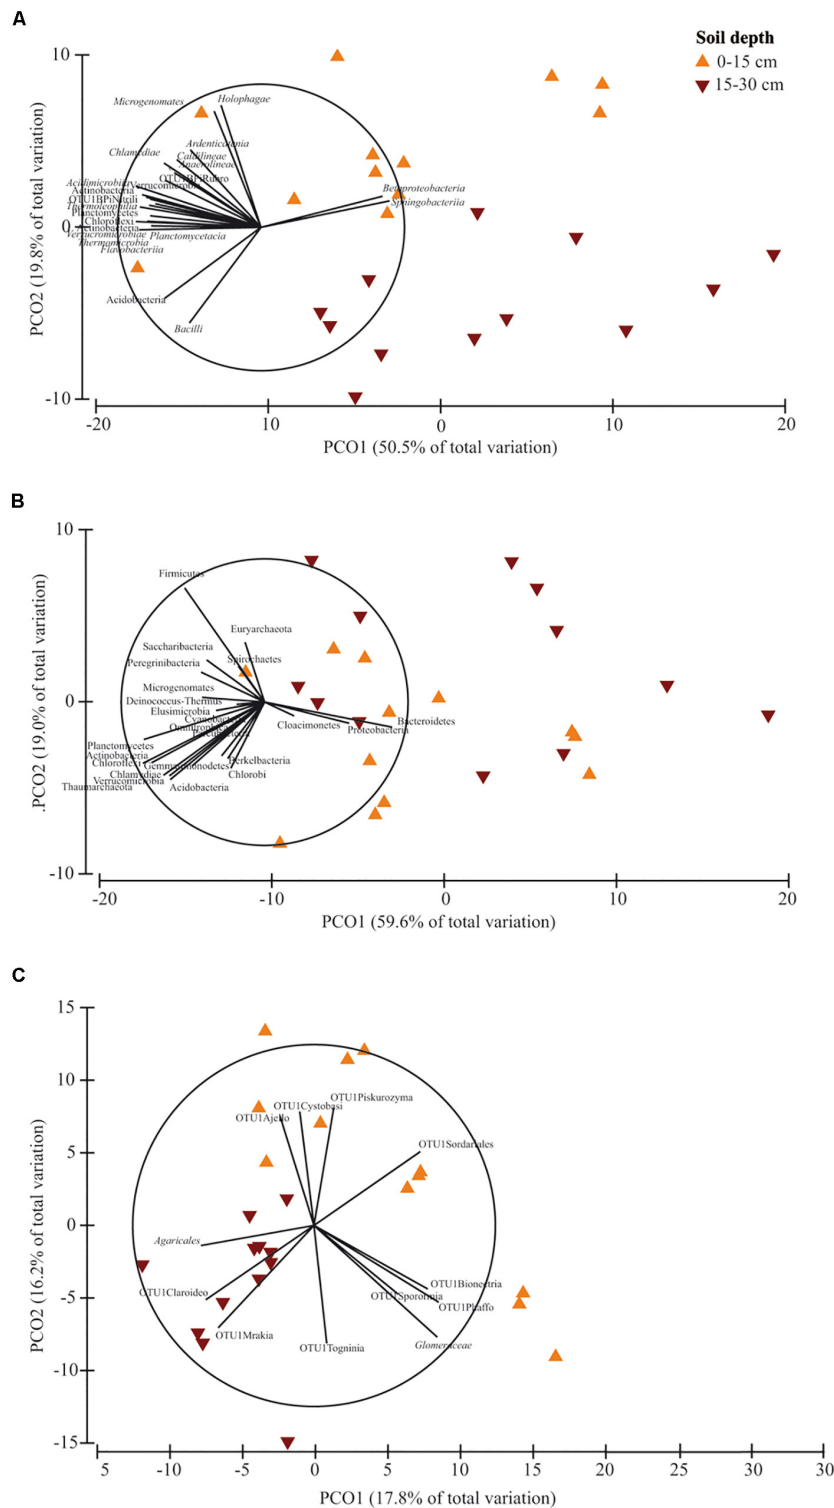 A
Soil depth
0-15 cm
15-30 cm
PCO2 (19.8% of total variation)
10
0
-10
Microgenomates
Holophagae
Ardenticatenia
Chlamydiae
Caldilineae
Anaerolineae
Verrucomicrobia
Acidimicrobiia
Actinobacteria
Thermoleophilia
Planctomycetes
Chloroflexi
Actinobacteria
Verrucomicrobiae
Planctomycetacia
Thermomicrobia
Flavobacteriia
Betaproteobacteria
Sphingobacteriia
Acidobacteria
Bacilli
-20
10
0
10
20
PCO1 (50.5% of total variation)
B
.PCO2 (19.0% of total variation)
10
0
-10
Firmicutes
Euryarchaeota
Saccharibacteria
Spirochaetes
Peregrinibacteria
Microgenomates
Deinococcus-Thermus
Elusimicrobia
Cloacimonetes
Bacteroidetes
Proteobacteria
Planctomycetes
Actinobacteria
Chloroflexi
Gemmatimonodetes
Berkelbacteria
Chlamydiae
Chlorobi
Verrucomicrobia
Thaumarchaeota
Acidobacteria
-20
-10
0
10
20
PCO1 (59.6% of total variation)
C
PCO2 (16.2% of total variation)
15
10
5
0
-5
-10
-15
OTU1Piskurozyma
OTU1Cystobasi
OTU1Ajello
OTU1Sordariales
Agaricales
OTU1Claroideo
OTU1Mrakia
OTU1Togninia
OTU1Bionectria
OTU1Sporormia
OTU1Phaffo
Glomeraceae
5
-10
-5
0
5
10
15
20
25
30
30
PCO1 (17.8% of total variation)